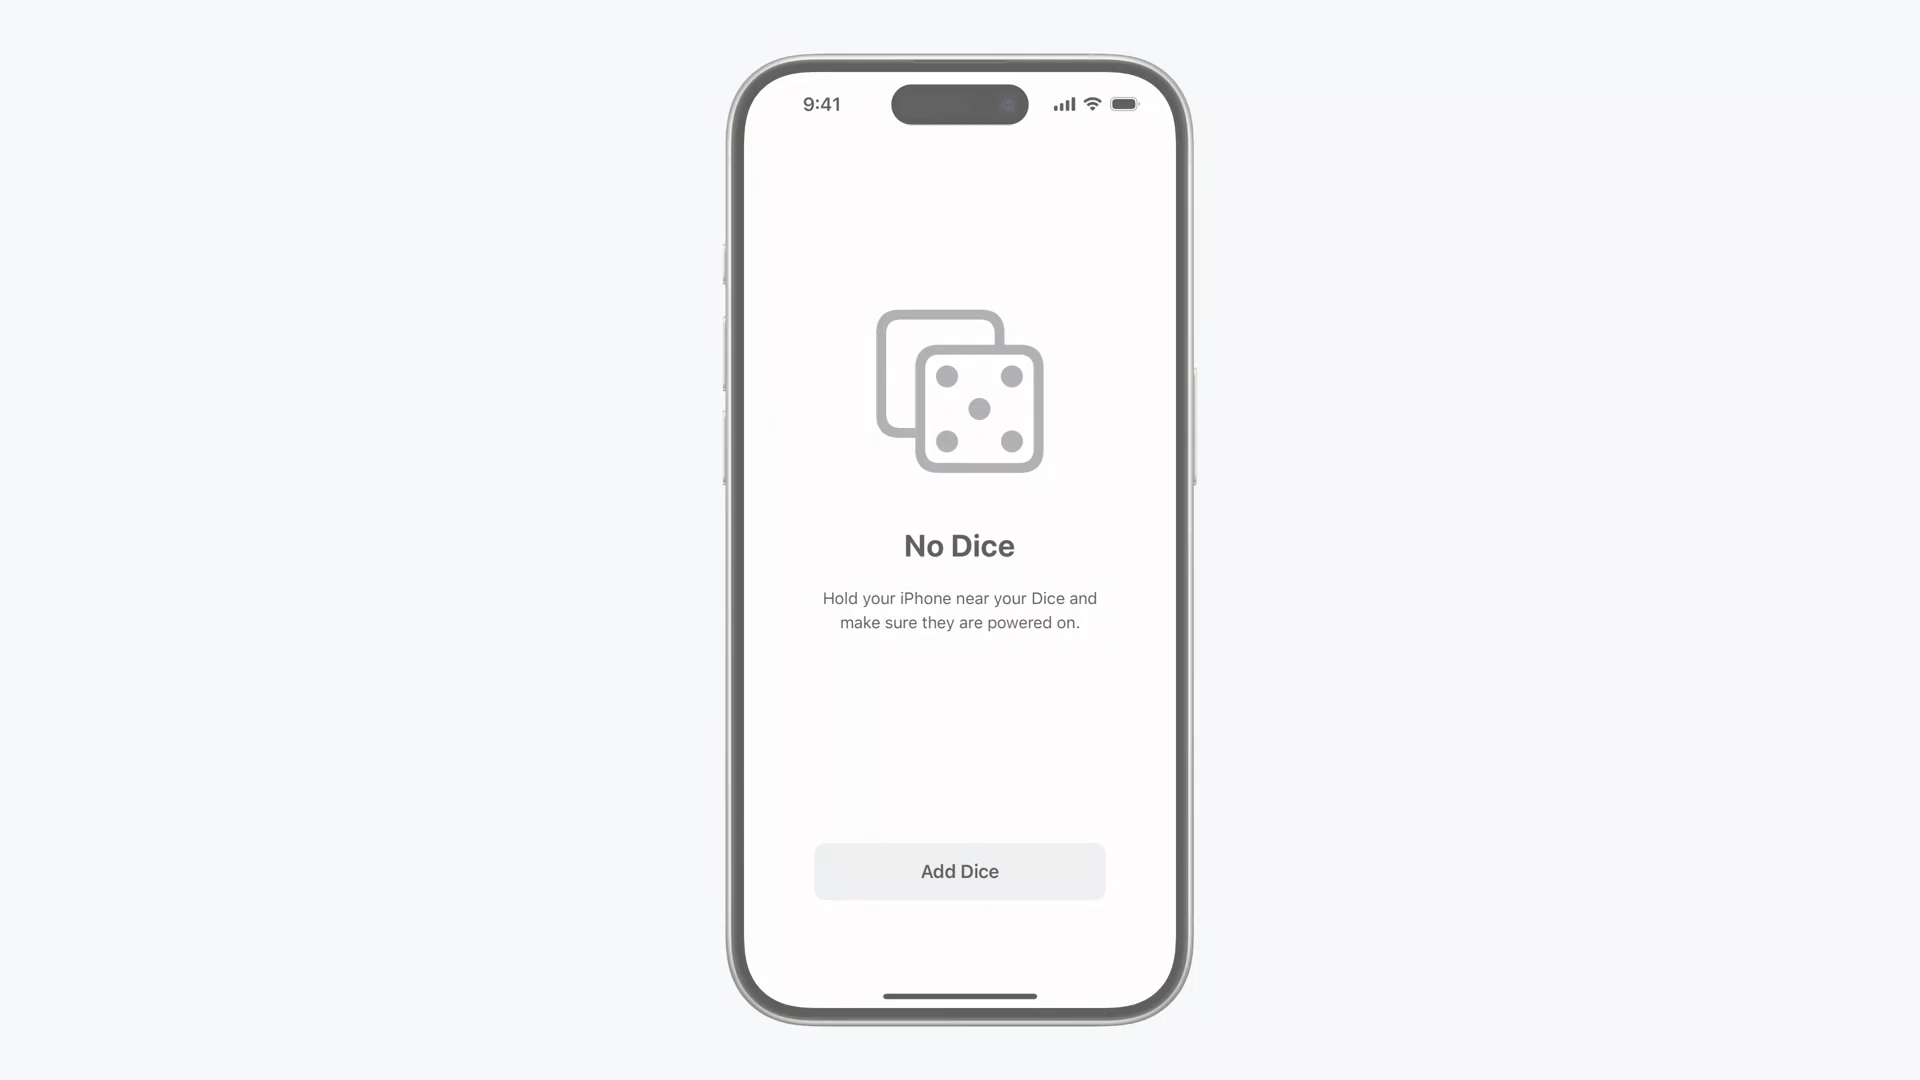 9:41
No Dice
Hold your iPhone near your Dice and
make sure they are powered on.
Add Dice